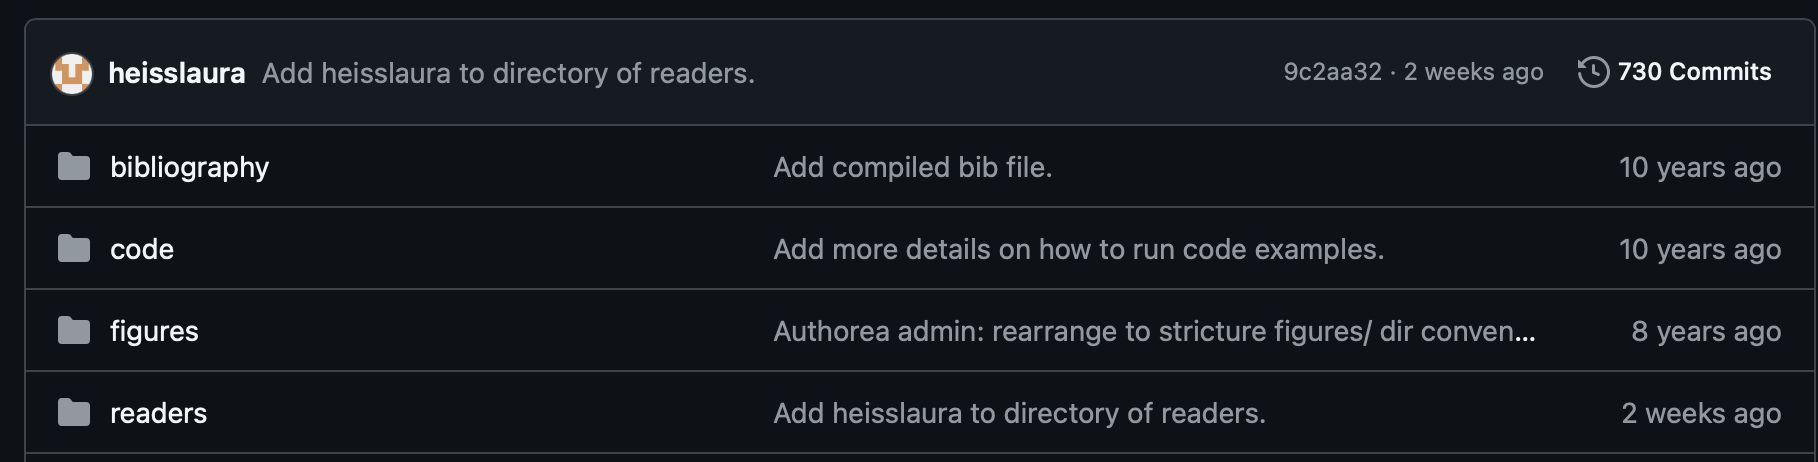 heisslaura Add heisslaura to directory of readers. 9c2aa32 · 2 weeks ago 730 Commits
bibliography Add compiled bib file. 10 years ago
code Add more details on how to run code examples. 10 years ago
figures Authorea admin: rearrange to stricture figures/ dir conven... 8 years ago
readers Add heisslaura to directory of readers. 2 weeks ago